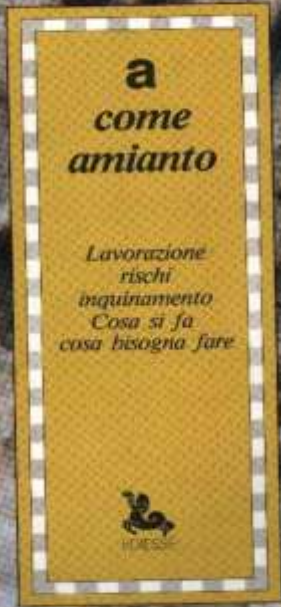 a
come
amianto
Lavorazione
rischi
inquinamento
Cosa si fa
cosa bisogna fare